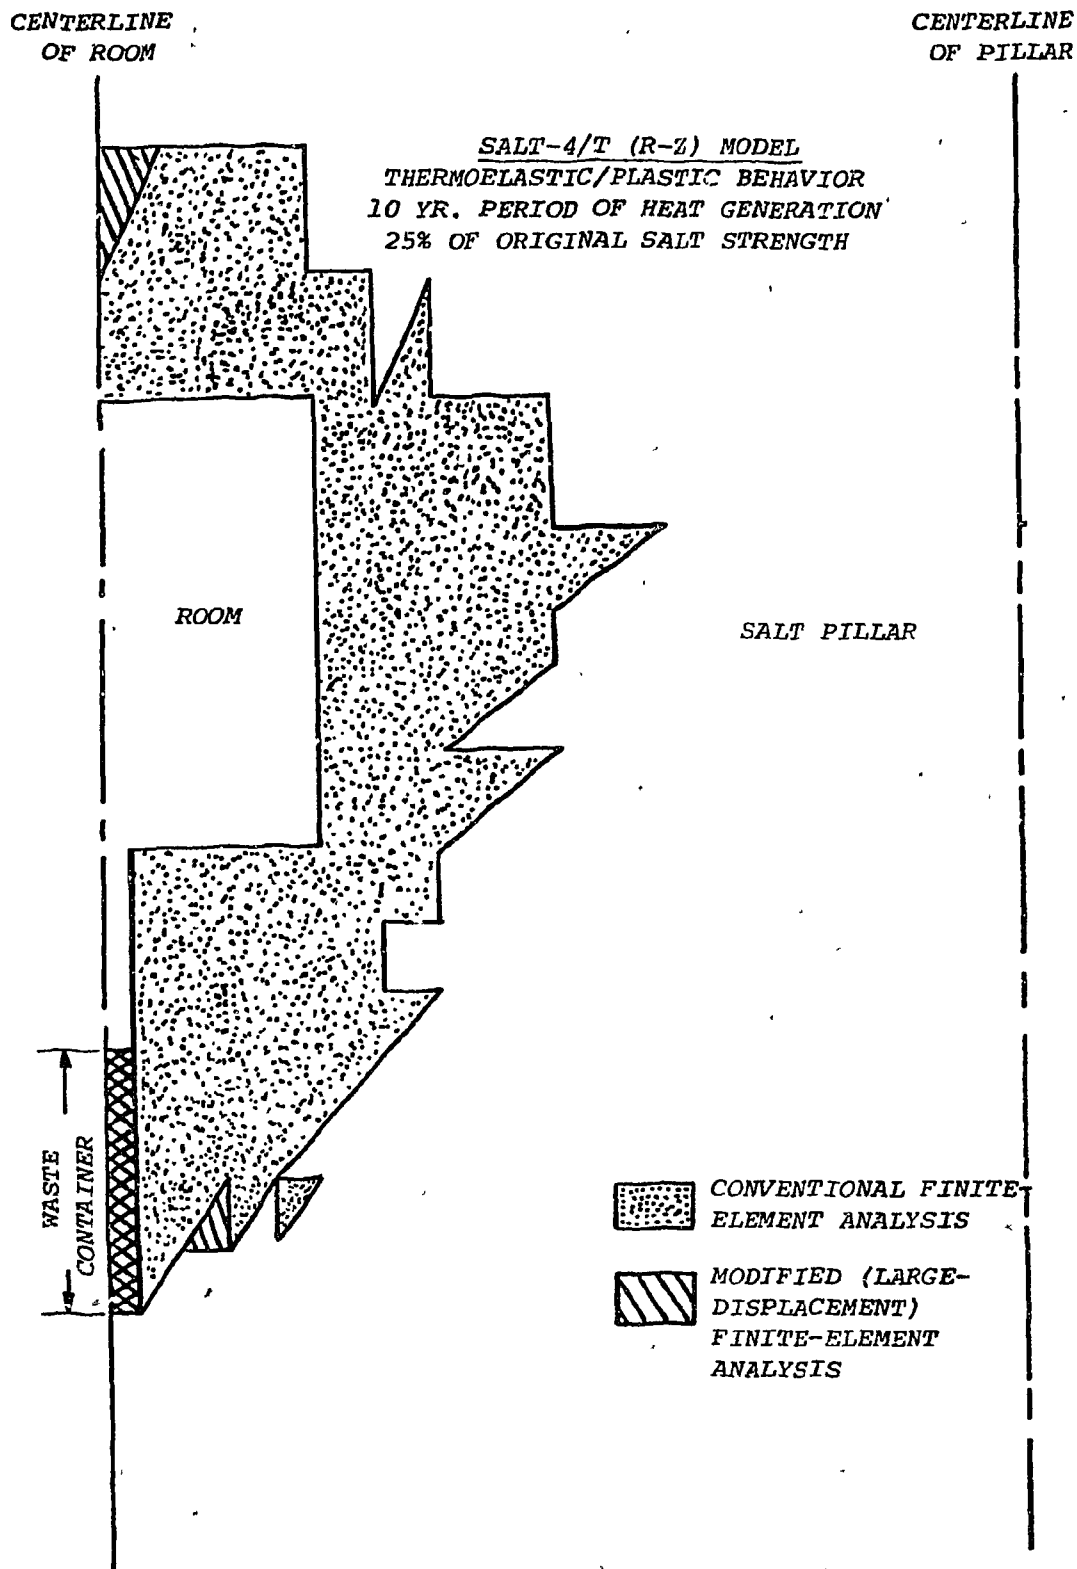 CENTERLINE
OF ROOM
CENTERLINE
OF PILLAR
SALT-4/T (R-Z) MODEL
THERMOELASTIC/PLASTIC BEHAVIOR
10 YR. PERIOD OF HEAT GENERATION
25% OF ORIGINAL SALT STRENGTH
ROOM
SALT PILLAR
WASTE
CONTAINER
CONVENTIONAL FINITE-
ELEMENT ANALYSIS
MODIFIED (LARGE-
DISPLACEMENT)
FINITE-ELEMENT
ANALYSIS